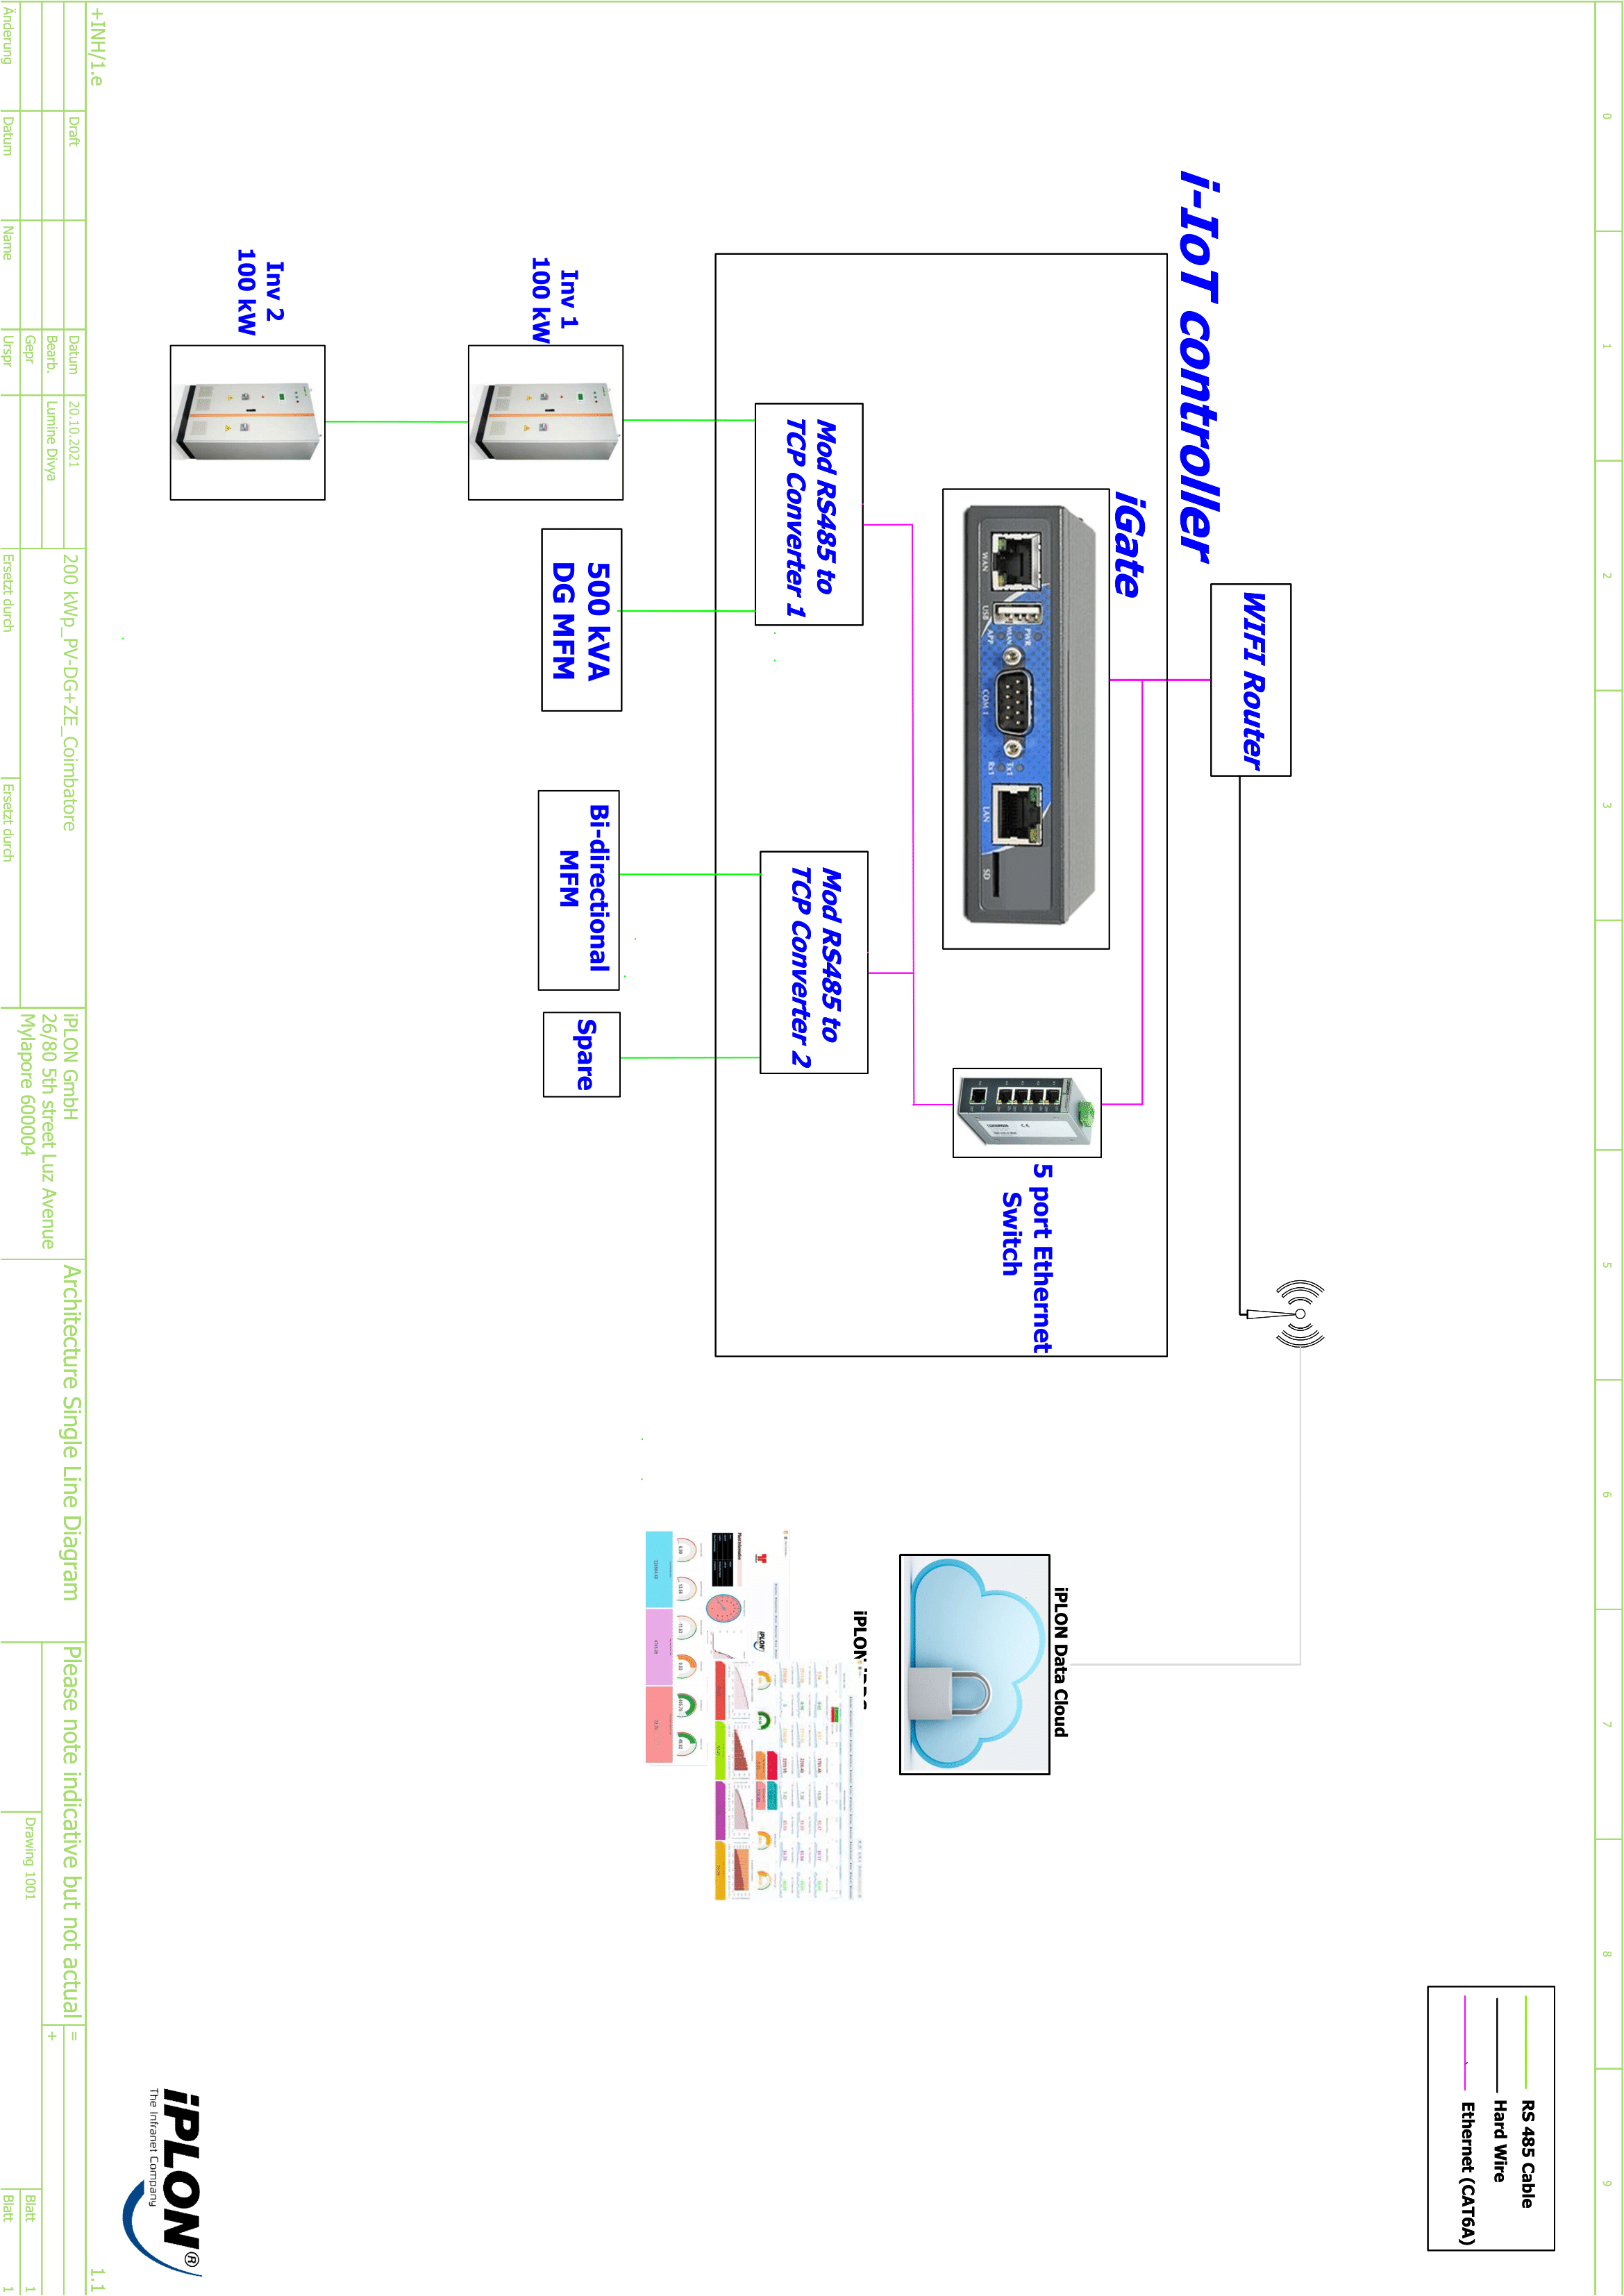 0
1
2
3
5
6
7
8
9
RS 485 Cable
Hard Wire
Ethernet (CAT6A)
i-IoT controller
WIFI Router
iGate
WAN
USB
PWR
WLAN
APP
COM 1
Tx1
Rx1
LAN
SD
5 port Ethernet
Switch
iPLON Data Cloud
iPLON
Mod RS485 to
TCP Converter 1
Mod RS485 to
TCP Converter 2
Inv 1
100 kW
Inv 2
100 kW
500 kVA
DG MFM
Bi-directional
MFM
Spare
iPLON®
The Infranet Company
+INH/1.e
1.1
Draft
Datum
20.10.2021
200 kWp_PV-DG+ZE_Coimbatore
iPLON GmbH
Architecture Single Line Diagram
Please note indicative but not actual
=
Bearb.
Lumine Divya
26/80 5th street Luz Avenue
+
Gepr
Mylapore 600004
Drawing 1001
Blatt
1
Änderung
Datum
Name
Urspr
Ersetzt durch
Ersetzt durch
Blatt
1